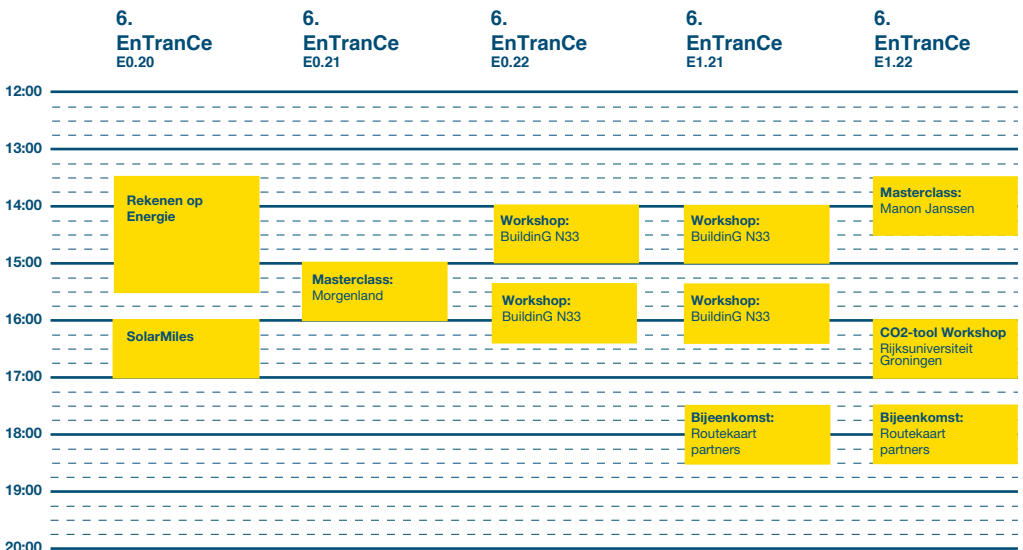 6.
EnTranCe
E0.20
6.
EnTranCe
E0.21
6.
EnTranCe
E0.22
6.
EnTranCe
E1.21
6.
EnTranCe
E1.22
12:00
13:00
14:00
15:00
16:00
17:00
18:00
19:00
20:00
Rekenen op
Energie
SolarMiles
Masterclass:
Morgenland
Workshop:
BuildinG N33
Workshop:
BuildinG N33
Workshop:
BuildinG N33
Workshop:
BuildinG N33
Bijeenkomst:
Routekaart
partners
Masterclass:
Manon Janssen
CO2-tool Workshop
Rijksuniversiteit
Groningen
Bijeenkomst:
Routekaart
partners